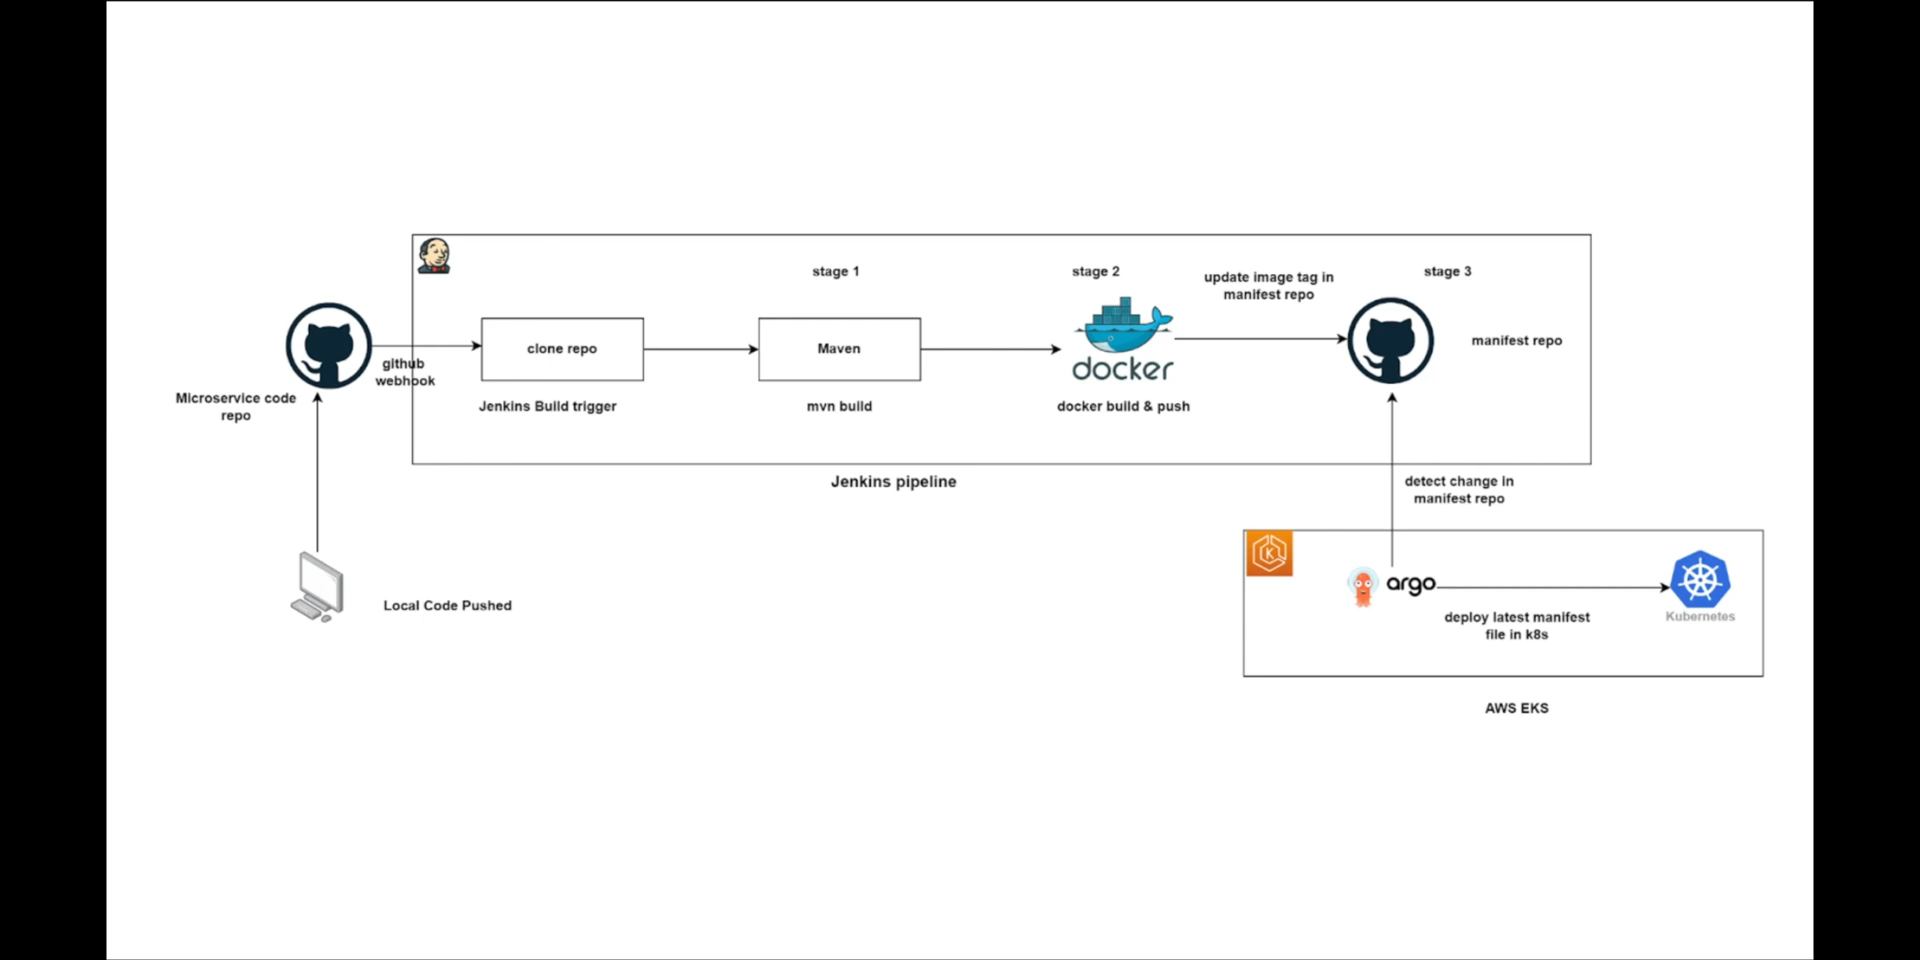 stage 1
stage 2
update image tag in
manifest repo
stage 3
clone repo
Maven
docker
manifest repo
github
webhook
Microservice code
repo
Jenkins Build trigger
mvn build
docker build & push
Jenkins pipeline
detect change in
manifest repo
K
argo
Local Code Pushed
deploy latest manifest
file in k8s
Kubernetes
AWS EKS